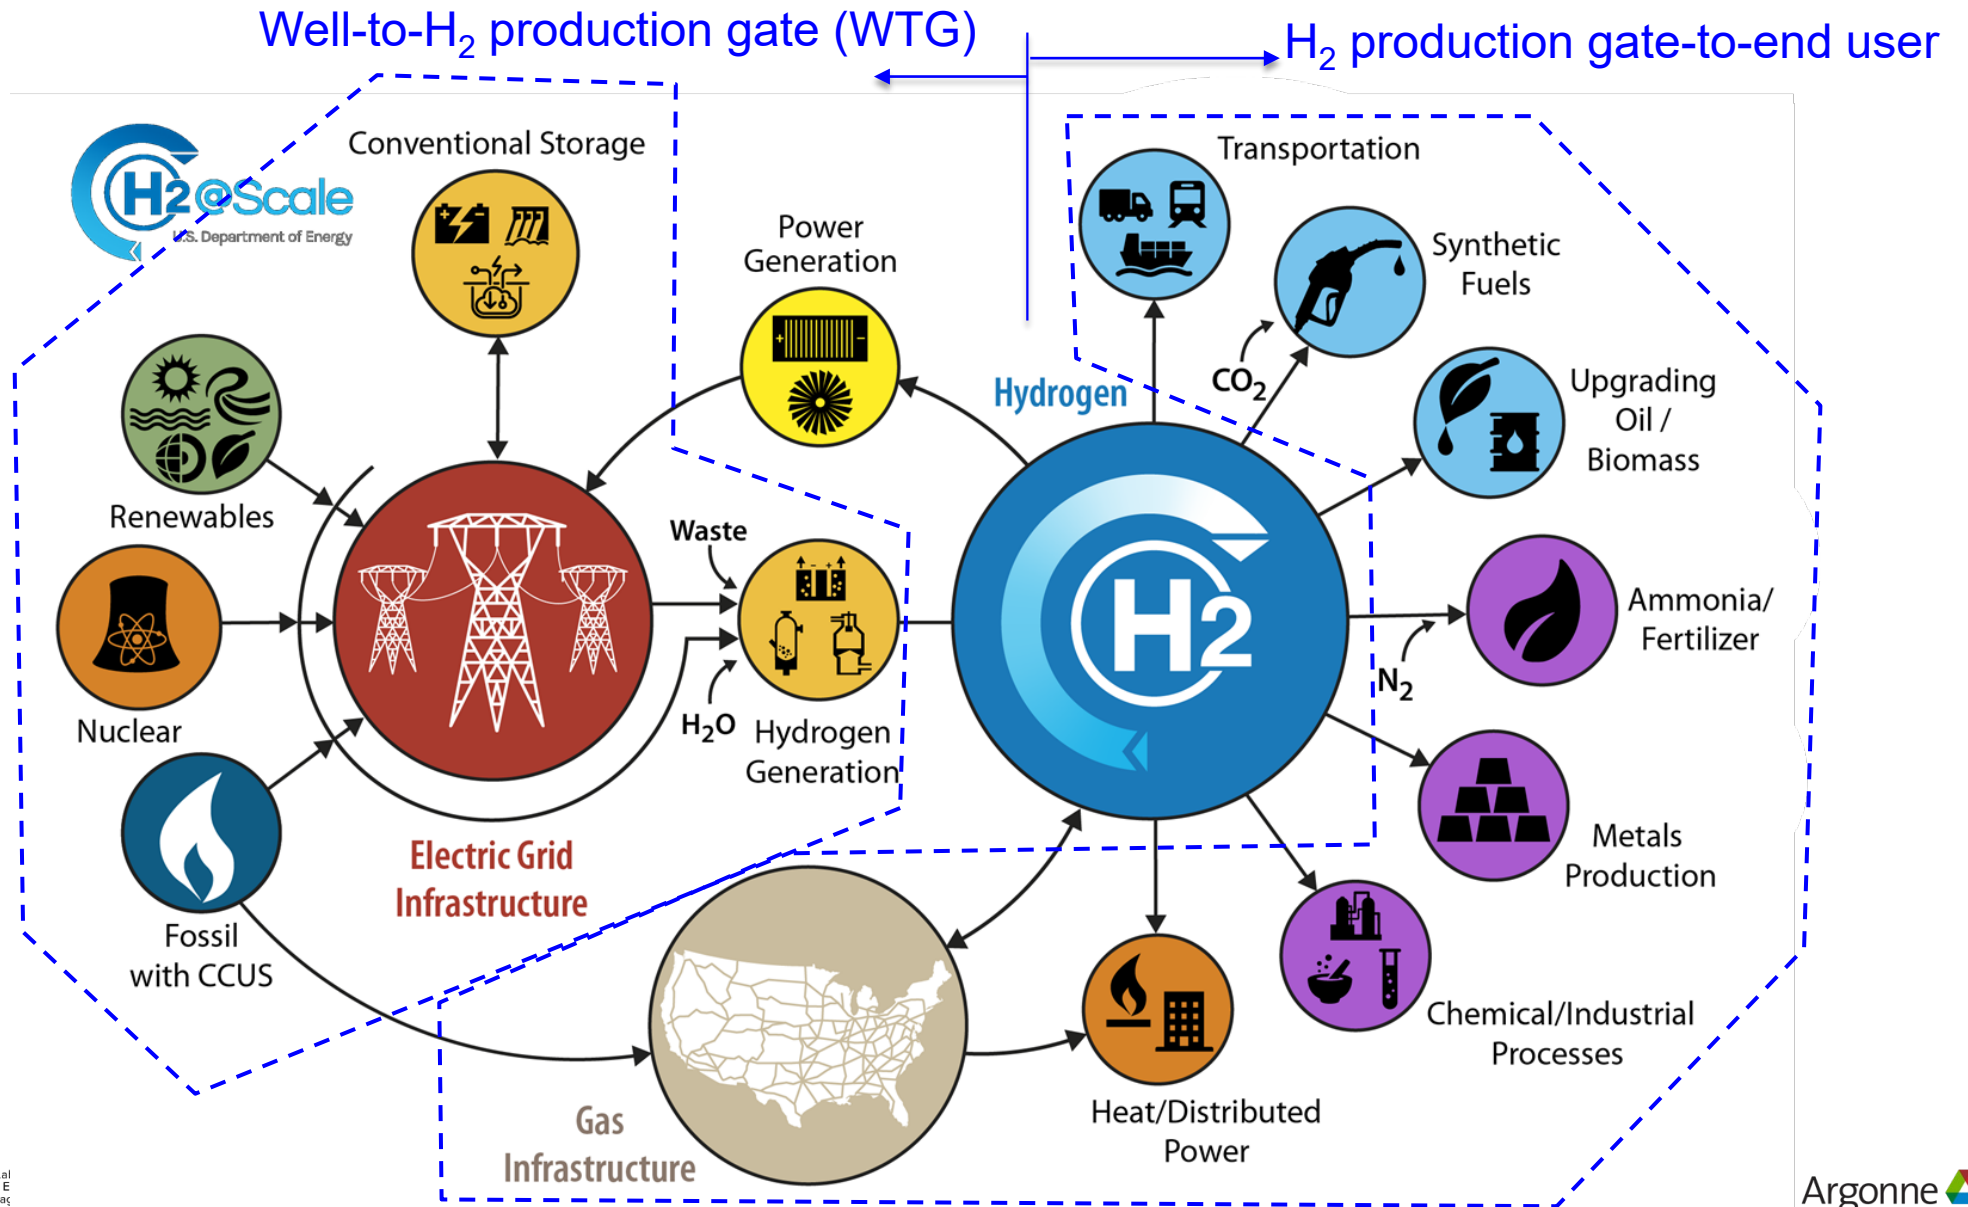 Well-to-H₂ production gate (WTG)
H₂ production gate-to-end user
H2@Scale
U.S. Department of Energy
Conventional Storage
Transportation
Power
Generation
Synthetic
Fuels
CO₂
Hydrogen
Upgrading
Oil /
Biomass
Renewables
Waste
H2
Ammonia/
Fertilizer
N₂
Nuclear
H₂O
Hydrogen
Generation
Electric Grid
Infrastructure
Metals
Production
Fossil
with CCUS
Chemical/Industrial
Processes
Gas
Infrastructure
Heat/Distributed
Power
Argonne